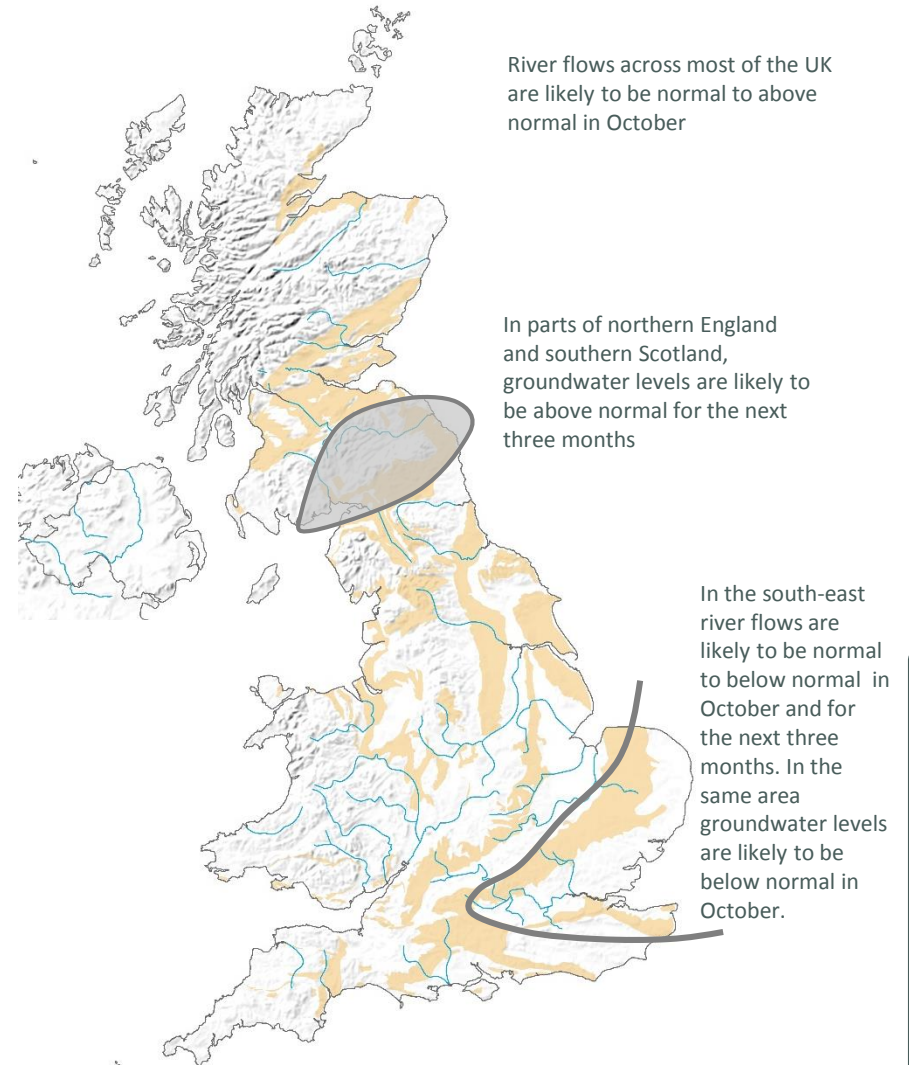 River flows across most of the UK
are likely to be normal to above
normal in October
In parts of northern England
and southern Scotland,
groundwater levels are likely to
be above normal for the next
three months
In the south-east
river flows are
likely to be normal
to below normal in
October and for
the next three
months. In the
same area
groundwater levels
are likely to be
below normal in
October.